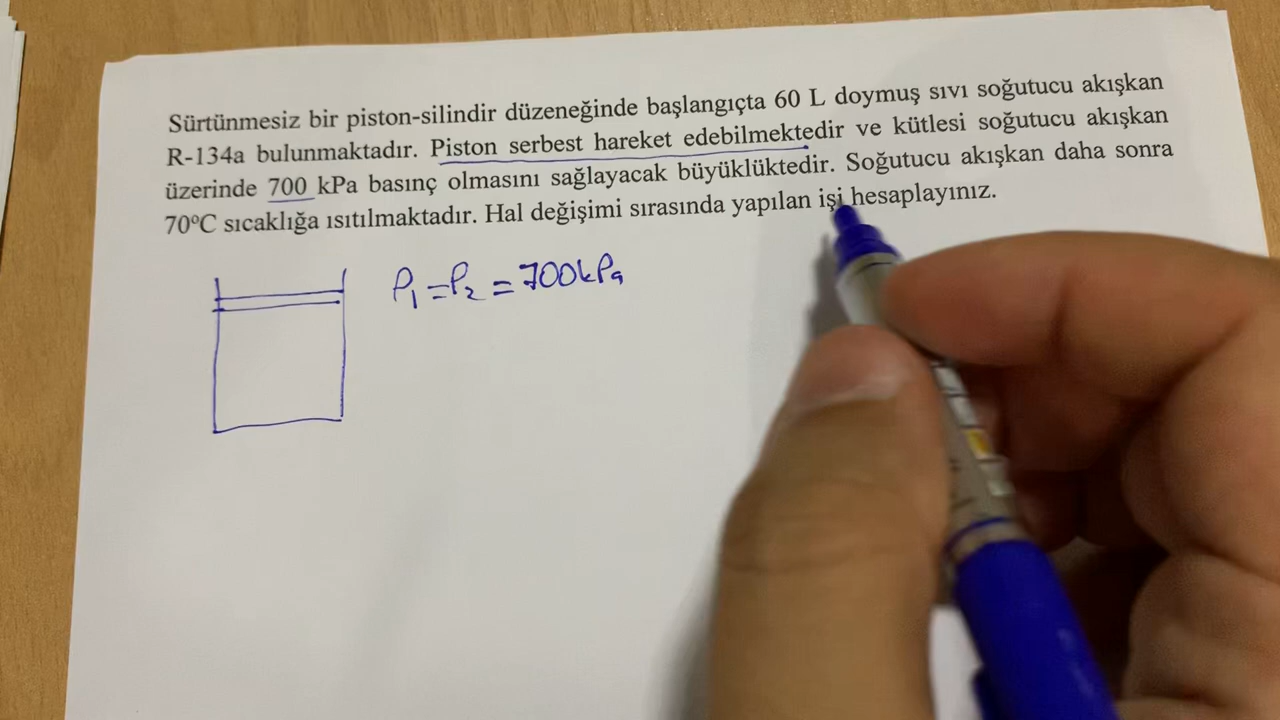 Sürtünmesiz bir piston-silindir düzeneğinde başlangıçta 60 L doymuş sıvı soğutucu akışkan
R-134a bulunmaktadır. Piston serbest hareket edebilmektedir ve kütlesi soğutucu akışkan
üzerinde 700 kPa basınç olmasını sağlayacak büyüklüktedir. Soğutucu akışkan daha sonra
70ºC sıcaklığa ısıtılmaktadır. Hal değişimi sırasında yapılan işi hesaplayınız.
P₁=P₂ = 700kPa